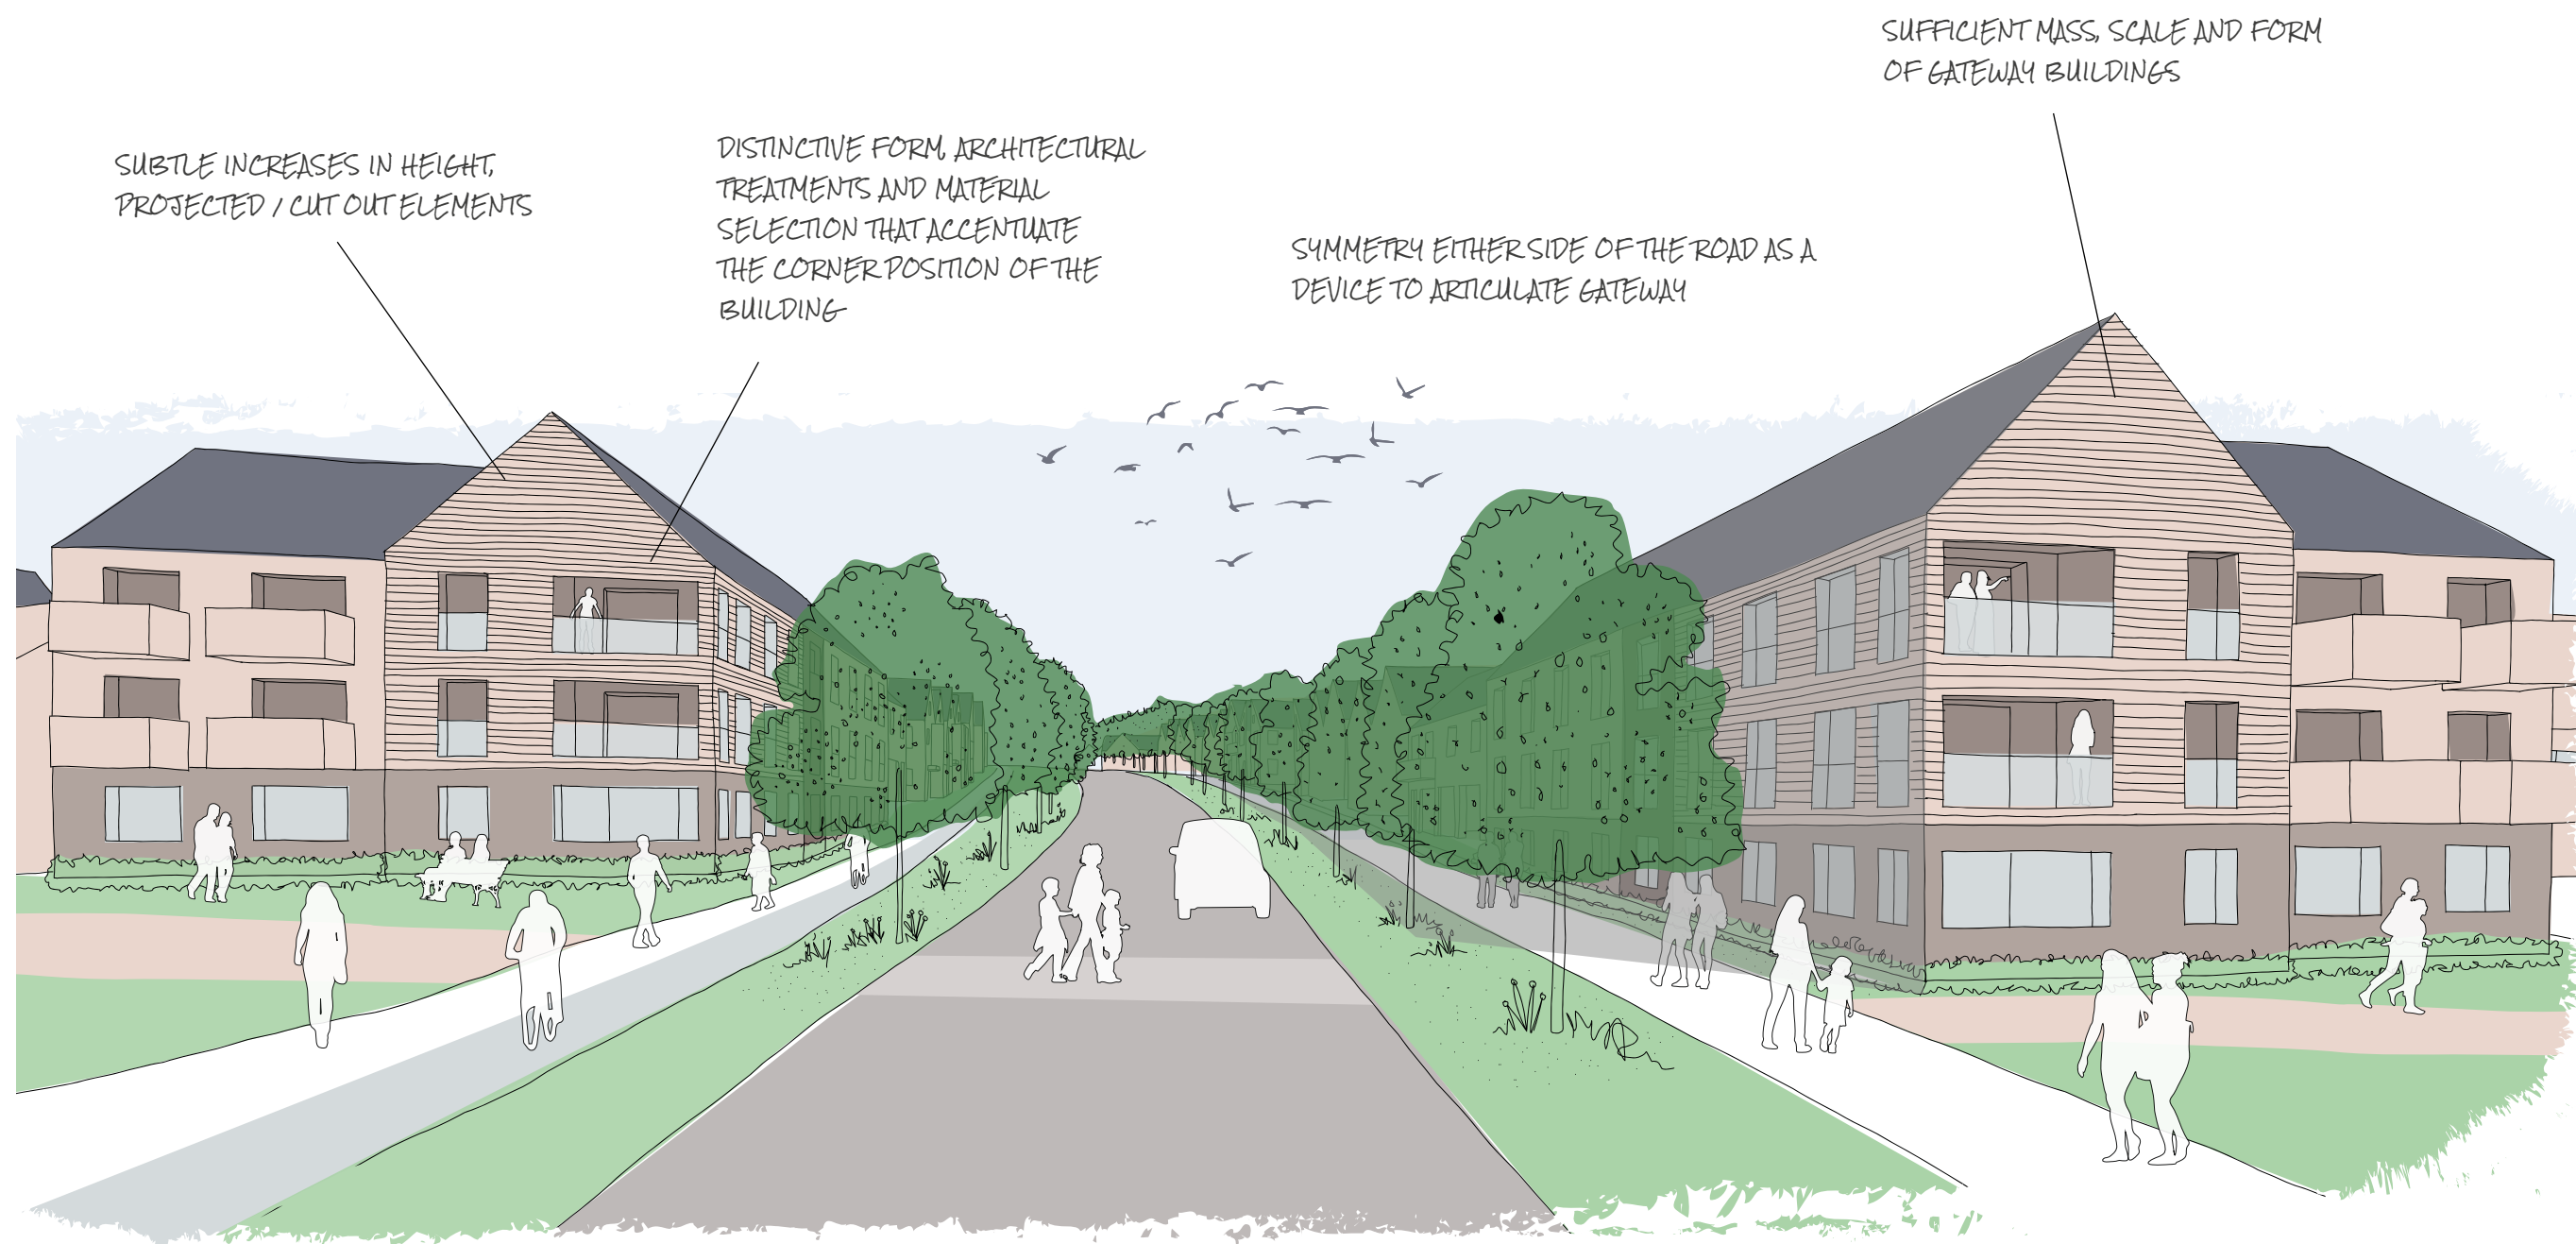 SUFFICIENT MASS, SCALE AND FORM
OF GATEWAY BUILDINGS
SUBTLE INCREASES IN HEIGHT,
PROJECTED / CUT OUT ELEMENTS
DISTINCTIVE FORM, ARCHITECTURAL
TREATMENTS AND MATERIAL
SELECTION THAT ACCENTUATE
THE CORNER POSITION OF THE
BUILDING
SYMMETRY EITHER SIDE OF THE ROAD AS A
DEVICE TO ARTICULATE GATEWAY